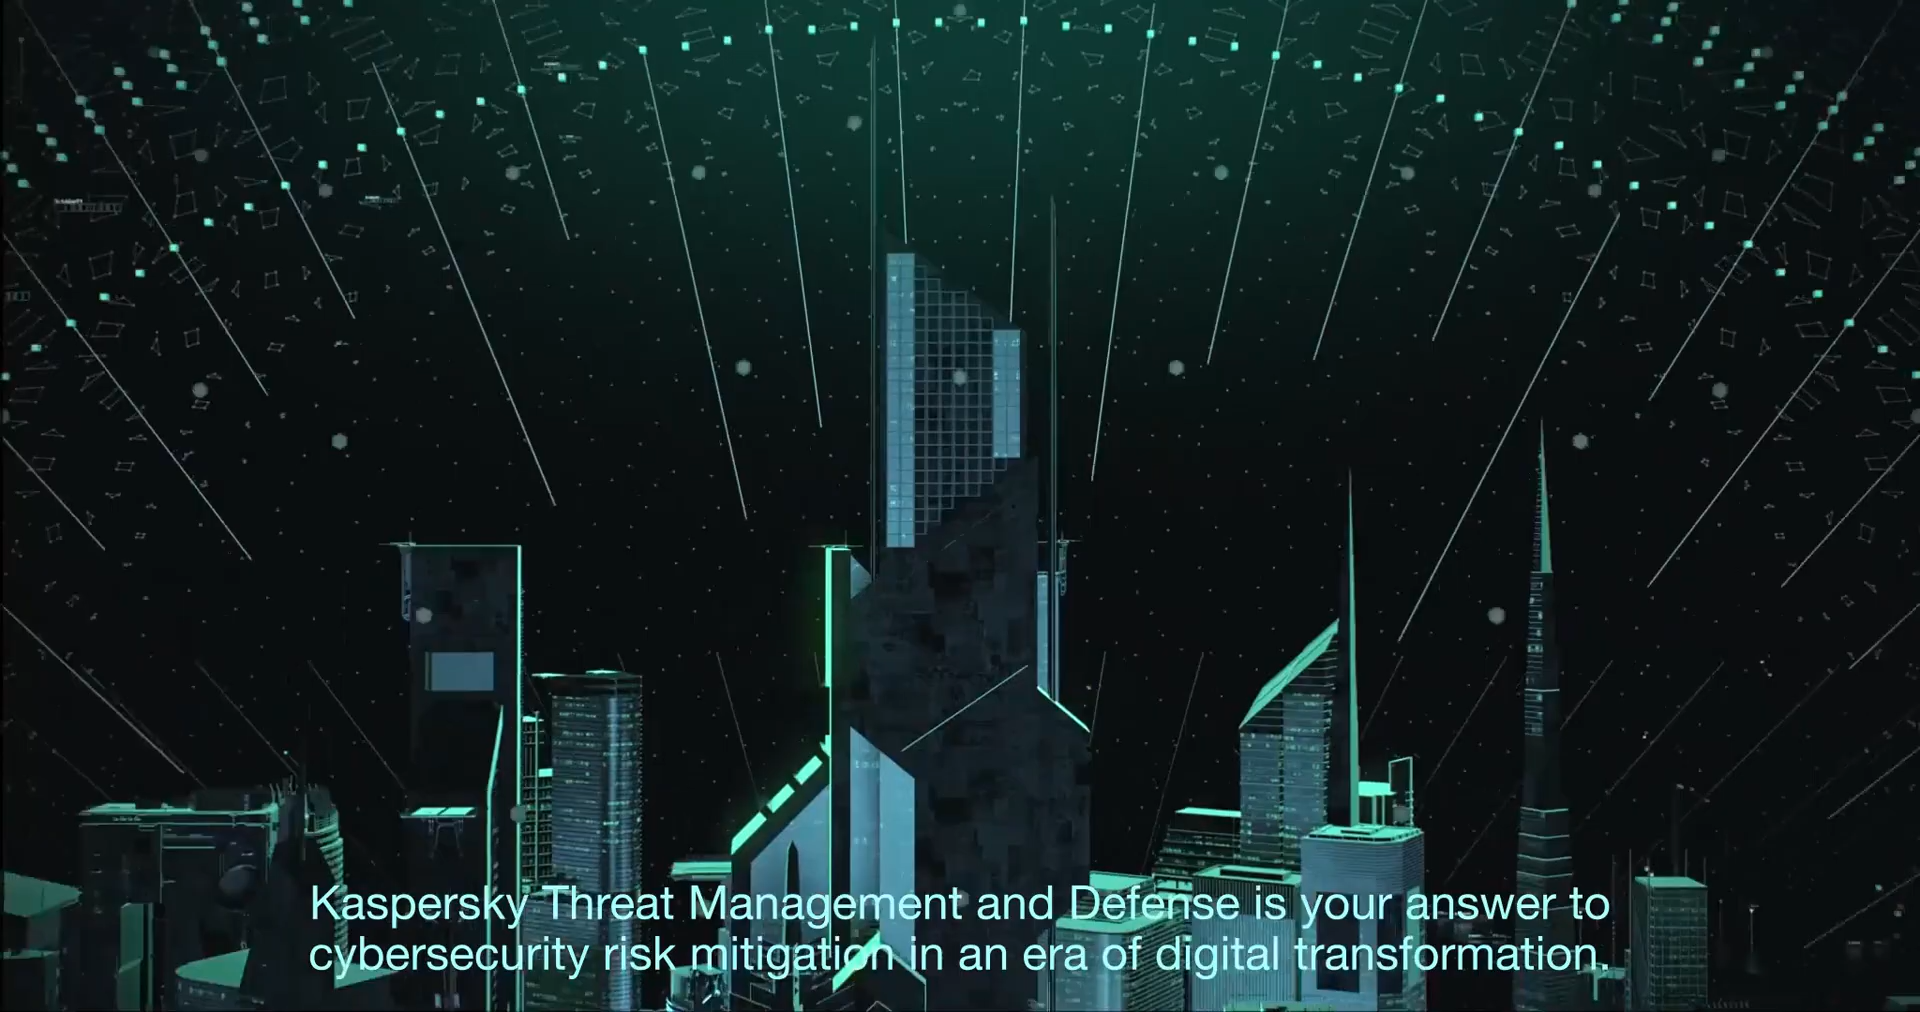 Kaspersky Threat Management and Defense is your answer to
cybersecurity risk mitigation in an era of digital transformation.